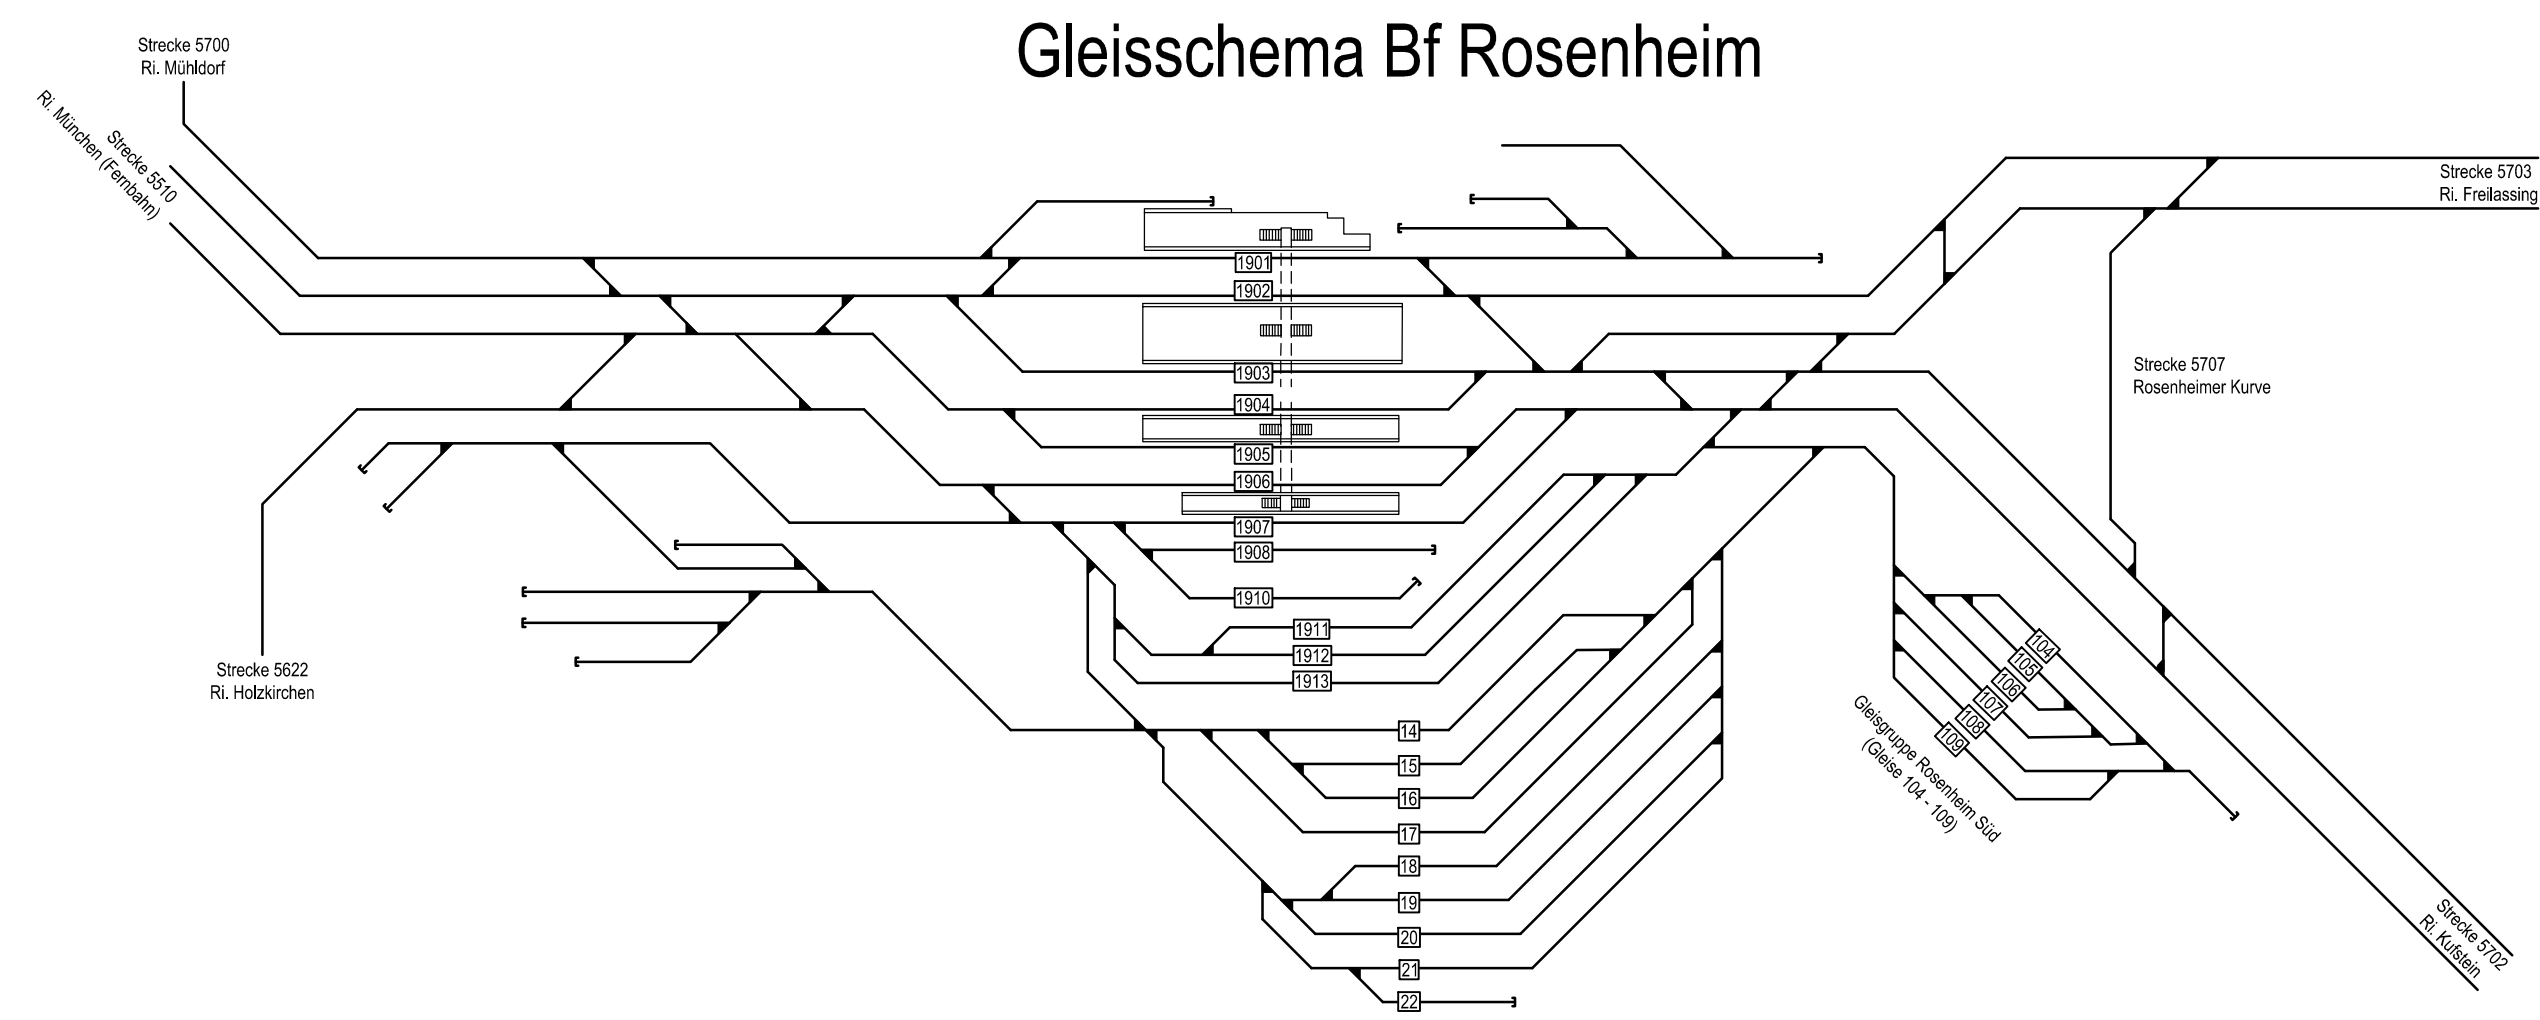 Gleisschema Bf Rosenheim
Strecke 5700
Ri. Mühldorf
Strecke 5510
Ri. München (Fernbahn)
Strecke 5703
Ri. Freilassing
1901
1902
1903
1904
1905
1906
1907
1908
1910
1911
1912
1913
14
15
16
17
18
19
20
21
22
Strecke 5707
Rosenheimer Kurve
Strecke 5622
Ri. Holzkirchen
104
105
106
107
108
109
Gleisgruppe Rosenheim Süd
(Gleise 104 - 109)
Strecke 5702
Ri. Kufstein